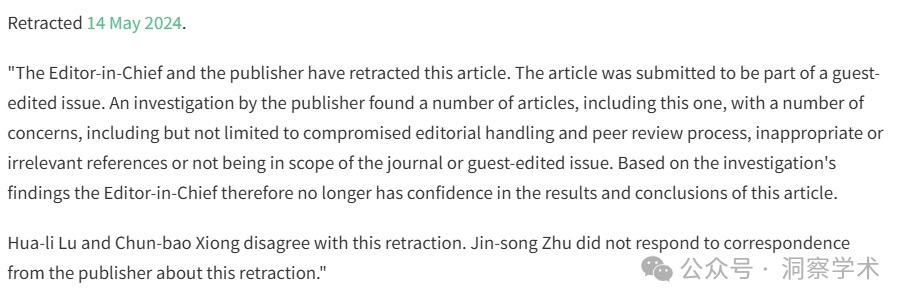 Retracted 14 May 2024.
"The Editor-in-Chief and the publisher have retracted this article. The article was submitted to be part of a guest-
edited issue. An investigation by the publisher found a number of articles, including this one, with a number of
concerns, including but not limited to compromised editorial handling and peer review process, inappropriate or
irrelevant references or not being in scope of the journal or guest-edited issue. Based on the investigation's
findings the Editor-in-Chief therefore no longer has confidence in the results and conclusions of this article.
Hua-li Lu and Chun-bao Xiong disagree with this retraction. Jin-song Zhu did not respond to correspondence
from the publisher about this retraction."
公众号 · 洞察学术